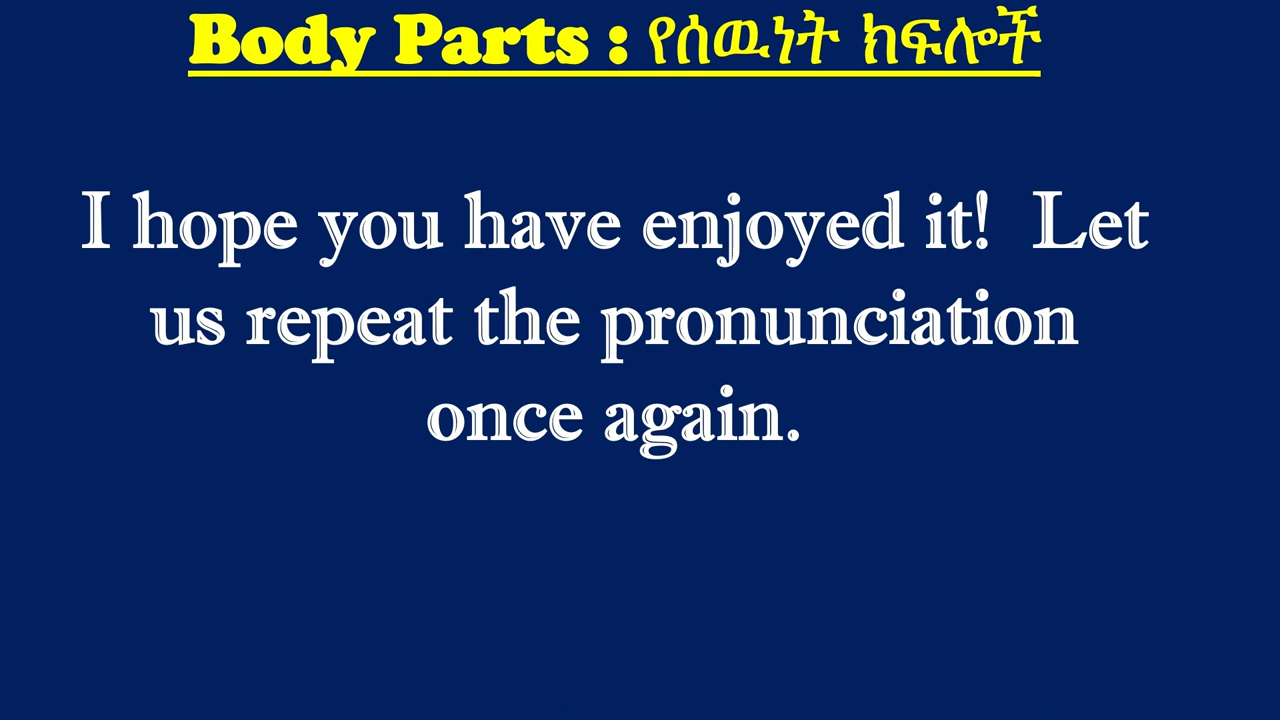 Body Parts : የሰዉነት ክፍሎች
I hope you have enjoyed it!  Let
us repeat the pronunciation
once again.